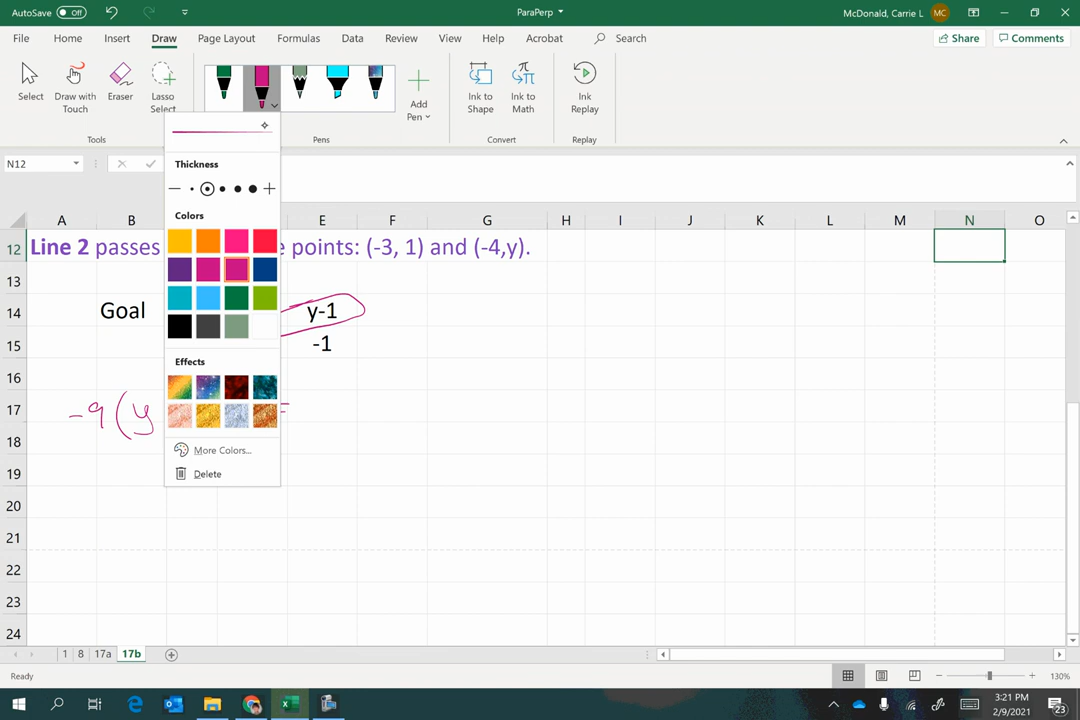 AutoSave Off ParaPerp McDonald, Carrie L MC
File Home Insert Draw Page Layout Formulas Data Review View Help Acrobat Search Share Comments
Select Draw with Touch Eraser Lasso Select Add Pen Ink to Shape Ink to Math Ink Replay
Tools Pens Convert Replay
N12
Thickness
Colors
Effects
More Colors...
Delete
A B E F G H I J K L M N O
12 Line 2 passes e points: (-3, 1) and (-4,y).
13
14 Goal y-1
15 -1
16
17 -9(y =
18
19
20
21
22
23
24
1 8 17a 17b
Ready 130%
3:21 PM
2/9/2021
23